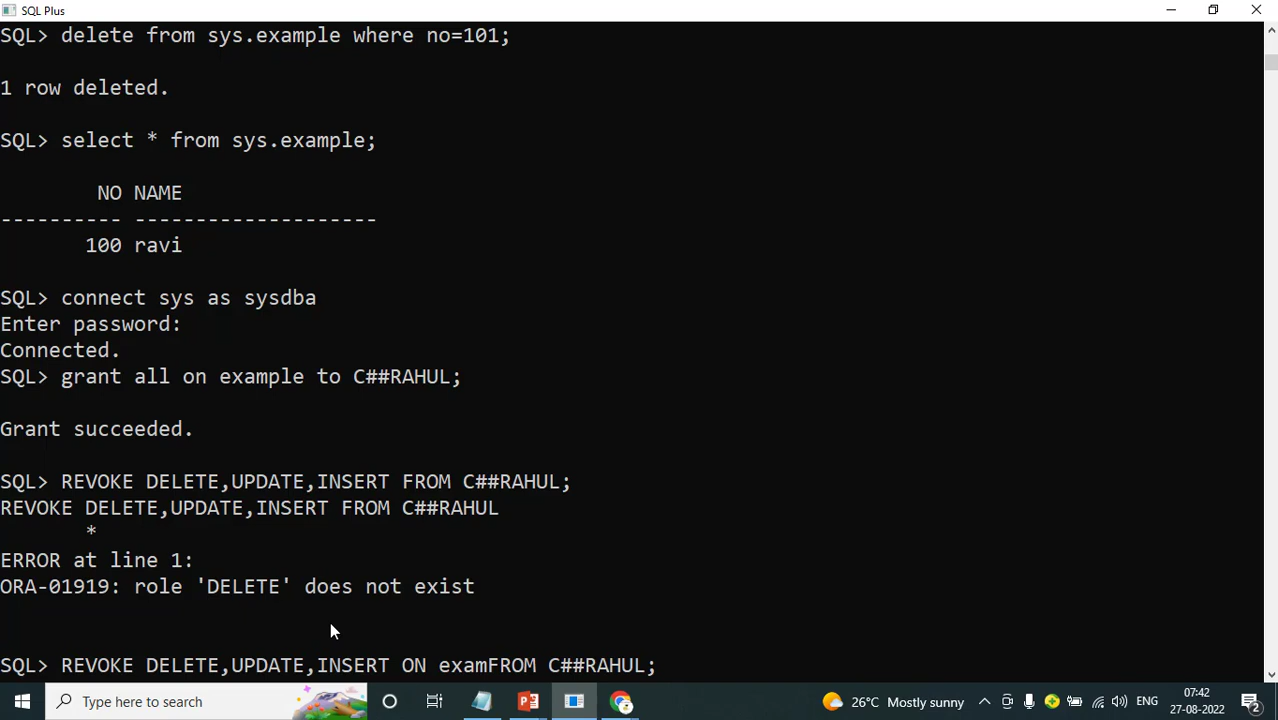 SQL Plus
SQL> delete from sys.example where no=101;
1 row deleted.
SQL> select * from sys.example;
        NO NAME
---------- --------------------
       100 ravi
SQL> connect sys as sysdba
Enter password:
Connected.
SQL> grant all on example to C##RAHUL;
Grant succeeded.
SQL> REVOKE DELETE,UPDATE,INSERT FROM C##RAHUL;
REVOKE DELETE,UPDATE,INSERT FROM C##RAHUL
       *
ERROR at line 1:
ORA-01919: role 'DELETE' does not exist
SQL> REVOKE DELETE,UPDATE,INSERT ON examFROM C##RAHUL;
Type here to search
26°C Mostly sunny
ENG
07:42
27-08-2022
2